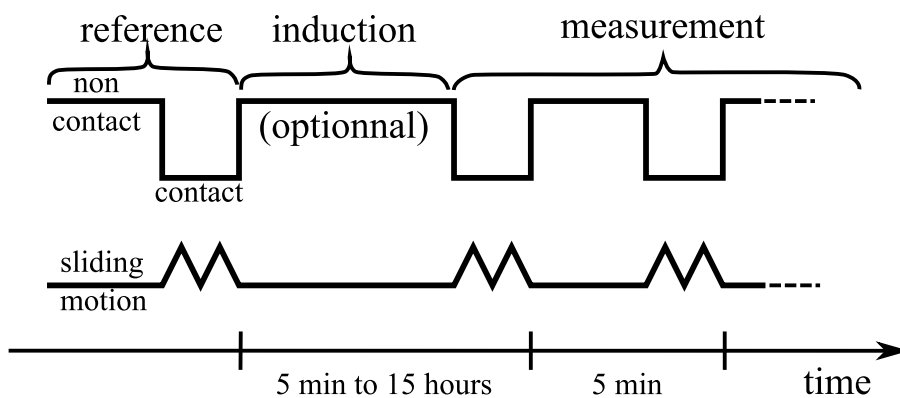 reference induction measurement
non
contact
(optionnal)
contact
sliding
motion
5 min to 15 hours 5 min time